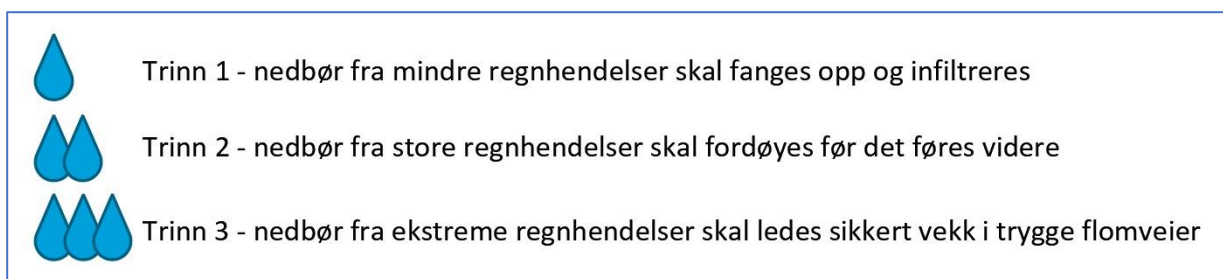 Trinn 1 - nedbør fra mindre regnhendelser skal fanges opp og infiltreres
Trinn 2 - nedbør fra store regnhendelser skal fordøyes før det føres videre
Trinn 3 - nedbør fra ekstreme regnhendelser skal ledes sikkert vekk i trygge flomveier